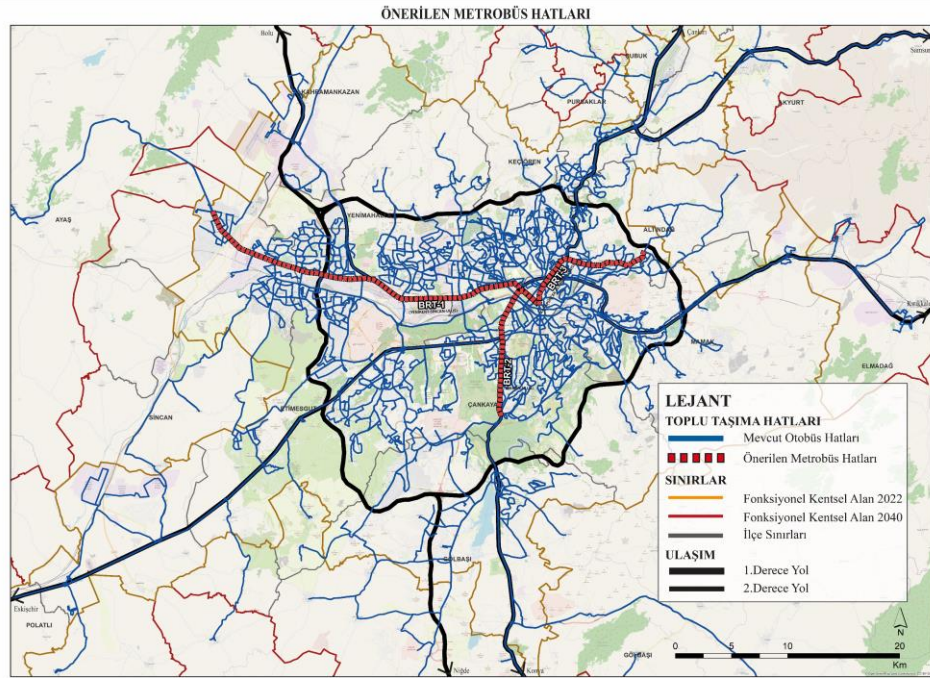 ÖNERİLEN METROBÜS HATLARI
Bolu
Çankırı
Samsun
KAHRAMANKAZAN
PURSAKLAR
AKYURT
KEÇİÖREN
AYAŞ
YENİMAHALLE
ALTINDAĞ
BRT-3
BRT-1
Kırıkkale
MAMAK
ELMADAĞ
BRT-2
ÇANKAYA
SİNCAN
ETİMESGUT
LEJANT
TOPLU TAŞIMA HATLARI
Mevcut Otobüs Hatları
Önerilen Metrobüs Hatları
SINIRLAR
Fonksiyonel Kentsel Alan 2022
Fonksiyonel Kentsel Alan 2040
İlçe Sınırları
ULAŞIM
1.Derece Yol
2.Derece Yol
GÖLBAŞI
Eskişehir
POLATLI
GÖLBAŞI
Niğde
Konya
N
0 5 10 20
Km